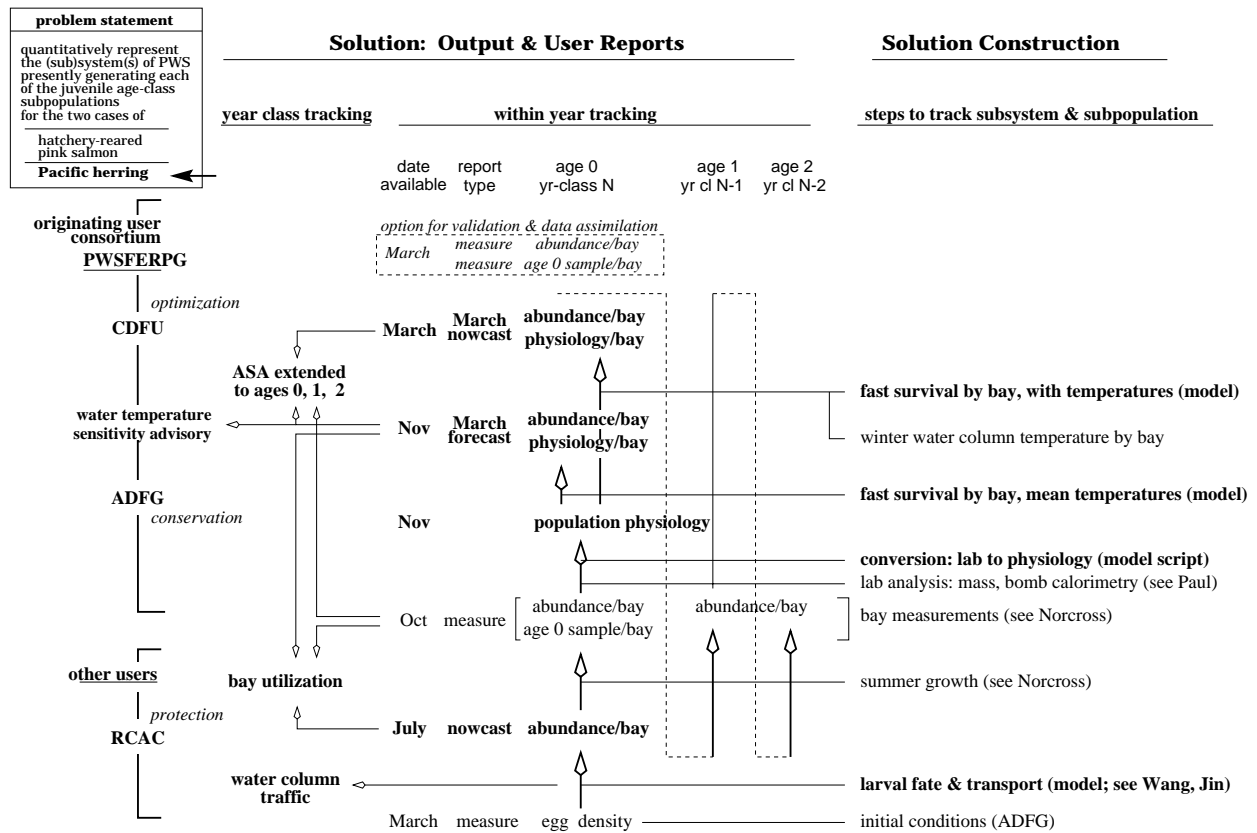 problem statement
quantitatively represent
the (sub)system(s) of PWS
presently generating each
of the juvenile age-class
subpopulations
for the two cases of
hatchery-reared
pink salmon
Pacific herring
Solution: Output & User Reports
Solution Construction
year class tracking
within year tracking
steps to track subsystem & subpopulation
date
available
report
type
age 0
yr-class N
age 1
yr cl N-1
age 2
yr cl N-2
originating user
consortium
PWSFERPG
optimization
CDFU
ADFG
conservation
other users
protection
RCAC
option for validation & data assimilation
March
measure abundance/bay
measure age 0 sample/bay
March
March
nowcast
abundance/bay
physiology/bay
ASA extended
to ages 0, 1, 2
fast survival by bay, with temperatures (model)
water temperature
sensitivity advisory
Nov
March
forecast
abundance/bay
physiology/bay
winter water column temperature by bay
fast survival by bay, mean temperatures (model)
Nov
population physiology
conversion: lab to physiology (model script)
lab analysis: mass, bomb calorimetry (see Paul)
Oct measure
abundance/bay
age 0 sample/bay
abundance/bay
bay measurements (see Norcross)
bay utilization
summer growth (see Norcross)
July nowcast abundance/bay
water column
traffic
larval fate & transport (model; see Wang, Jin)
March measure egg density
initial conditions (ADFG)